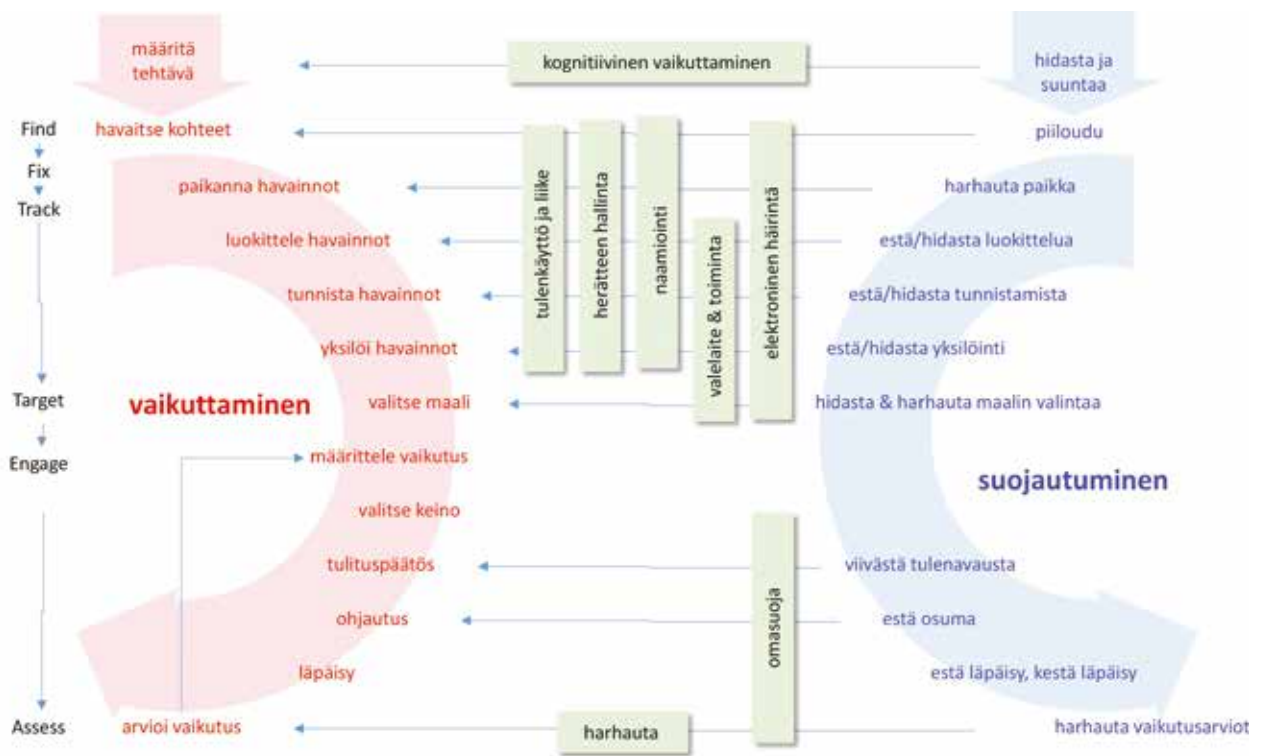 määritä
tehtävä
kognitiivinen vaikuttaminen
hidasta ja
suuntaa
Find
havaitse kohteet
piiloudu
Fix
paikanna havainnot
harhauta paikka
Track
luokittele havainnot
estä/hidasta luokittelua
tunnista havainnot
estä/hidasta tunnistamista
yksilöi havainnot
estä/hidasta yksilöinti
tulenkäyttö ja liike
herätteen hallinta
naamiointi
valelaite & toiminta
elektroninen häirintä
Target
vaikuttaminen
valitse maali
hidasta & harhauta maalin valintaa
Engage
määrittele vaikutus
suojautuminen
valitse keino
tulituspäätös
viivästä tulenavausta
ohjautus
estä osuma
omasuoja
läpäisy
estä läpäisy, kestä läpäisy
Assess
arvioi vaikutus
harhauta
harhauta vaikutusarviot